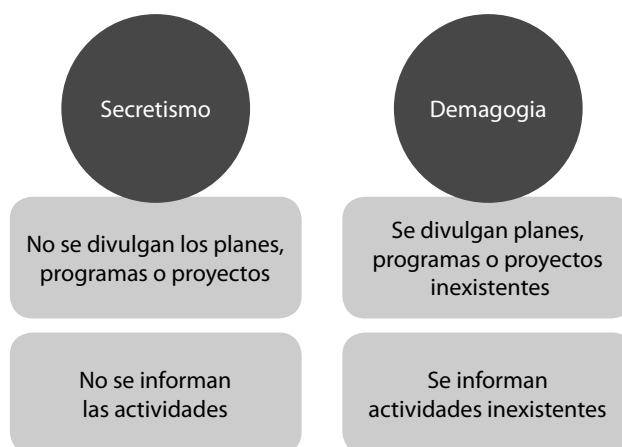 Secretismo
No se divulgan los planes,
programas o proyectos
No se informan
las actividades
Demagogia
Se divulgan planes,
programas o proyectos
inexistentes
Se informan
actividades inexistentes